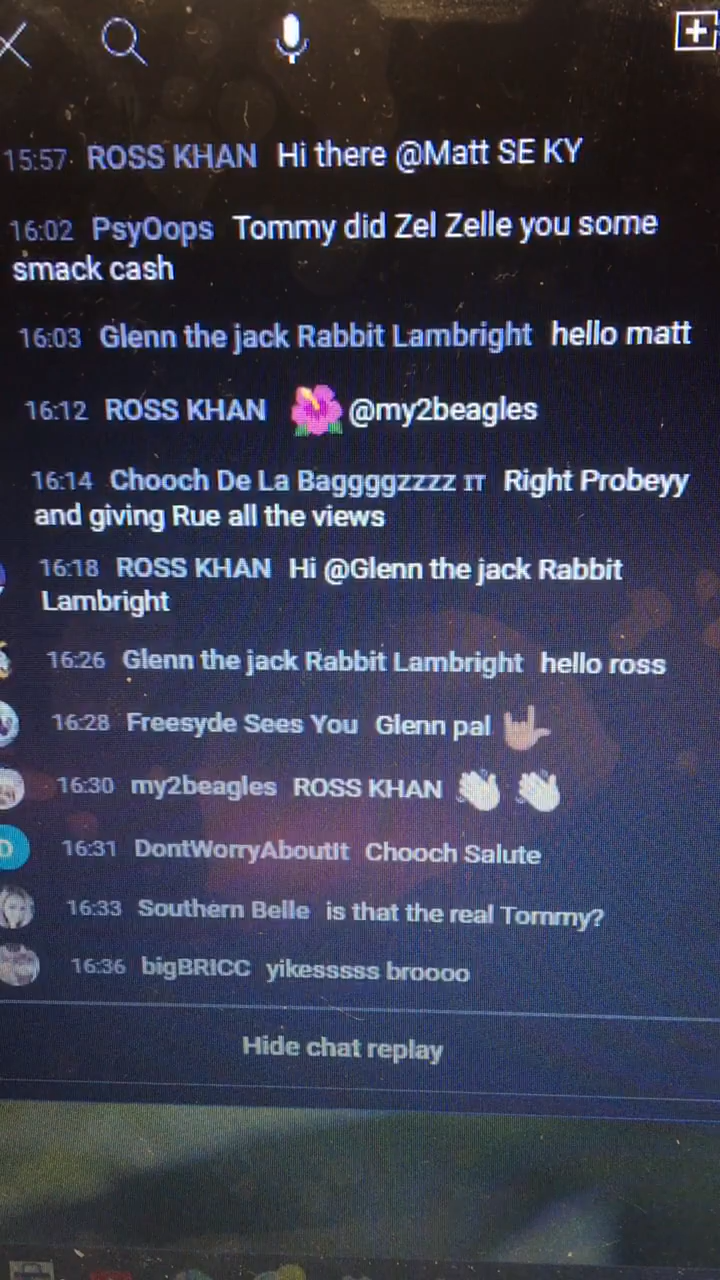 15:57 ROSS KHAN Hi there @Matt SE KY
16:02 PsyOops Tommy did Zel Zelle you some
smack cash
16:03 Glenn the jack Rabbit Lambright hello matt
16:12 ROSS KHAN 🌺 @my2beagles
16:14 Chooch De La Baggggzzzz ɪт Right Probeyy
and giving Rue all the views
16:18 ROSS KHAN Hi @Glenn the jack Rabbit
Lambright
16:26 Glenn the jack Rabbit Lambright hello ross
16:28 Freesyde Sees You Glenn pal 🤟🏼
16:30 my2beagles ROSS KHAN 👋🏻 👋🏻
D
16:31 DontWorryAboutIt Chooch Salute
16:33 Southern Belle is that the real Tommy?
16:36 bigBRICC yikesssss broooo
Hide chat replay